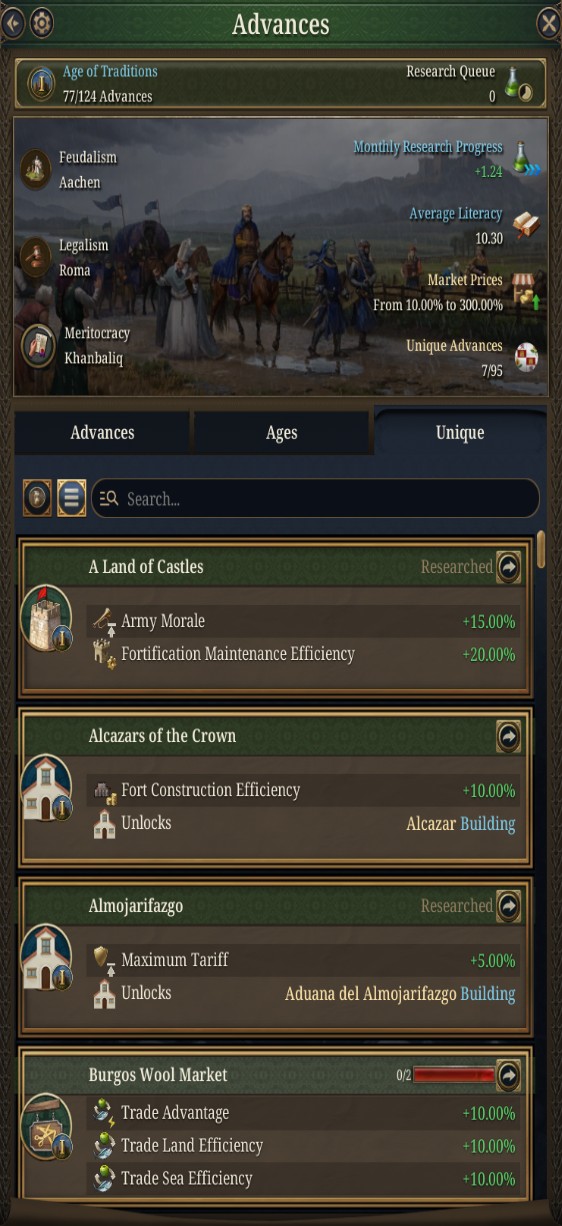 Advances
Age of Traditions
77/124 Advances
Research Queue
0
Feudalism
Aachen
Legalism
Roma
Meritocracy
Khanbaliq
Monthly Research Progress
+1.24
Average Literacy
10.30
Market Prices
From 10.00% to 300.00%
Unique Advances
7/95
Advances Ages Unique
Search...
A Land of Castles Researched
Army Morale +15.00%
Fortification Maintenance Efficiency +20.00%
Alcazars of the Crown
Fort Construction Efficiency +10.00%
Unlocks Alcazar Building
Almojarifazgo Researched
Maximum Tariff +5.00%
Unlocks Aduana del Almojarifazgo Building
Burgos Wool Market 0/2
Trade Advantage +10.00%
Trade Land Efficiency +10.00%
Trade Sea Efficiency +10.00%